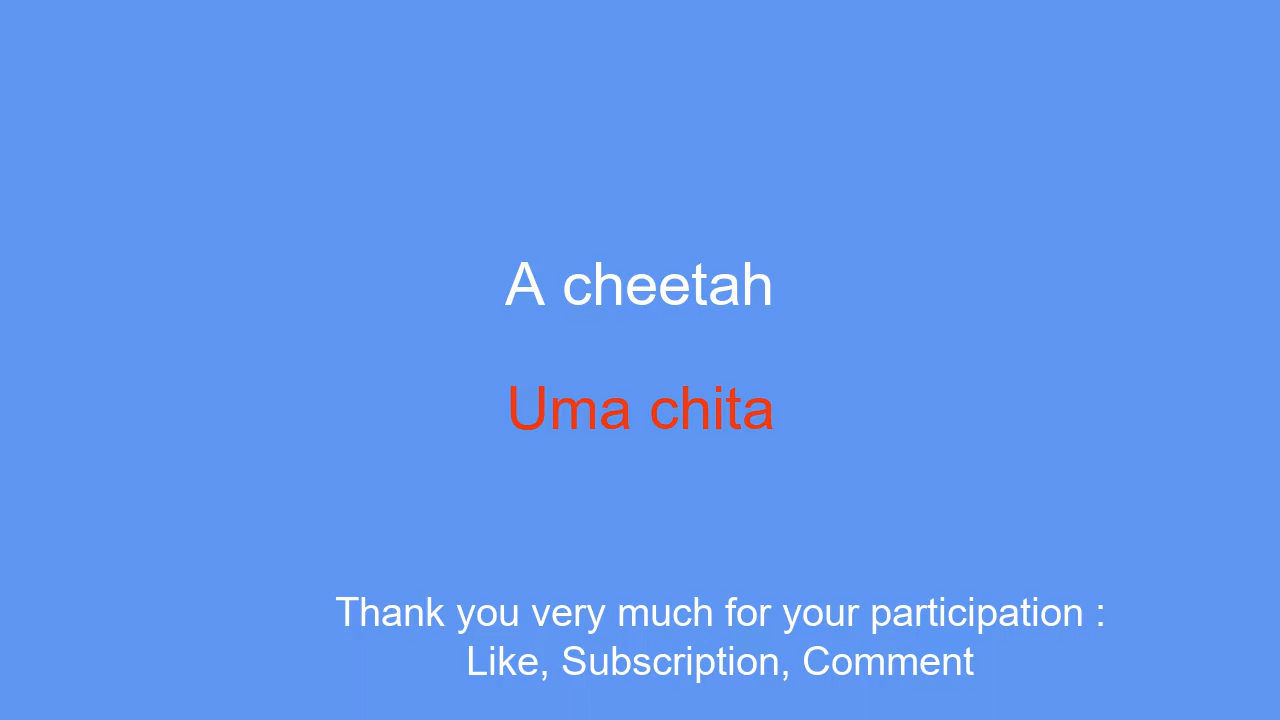 A cheetah
Uma chita
Thank you very much for your participation :
Like, Subscription, Comment